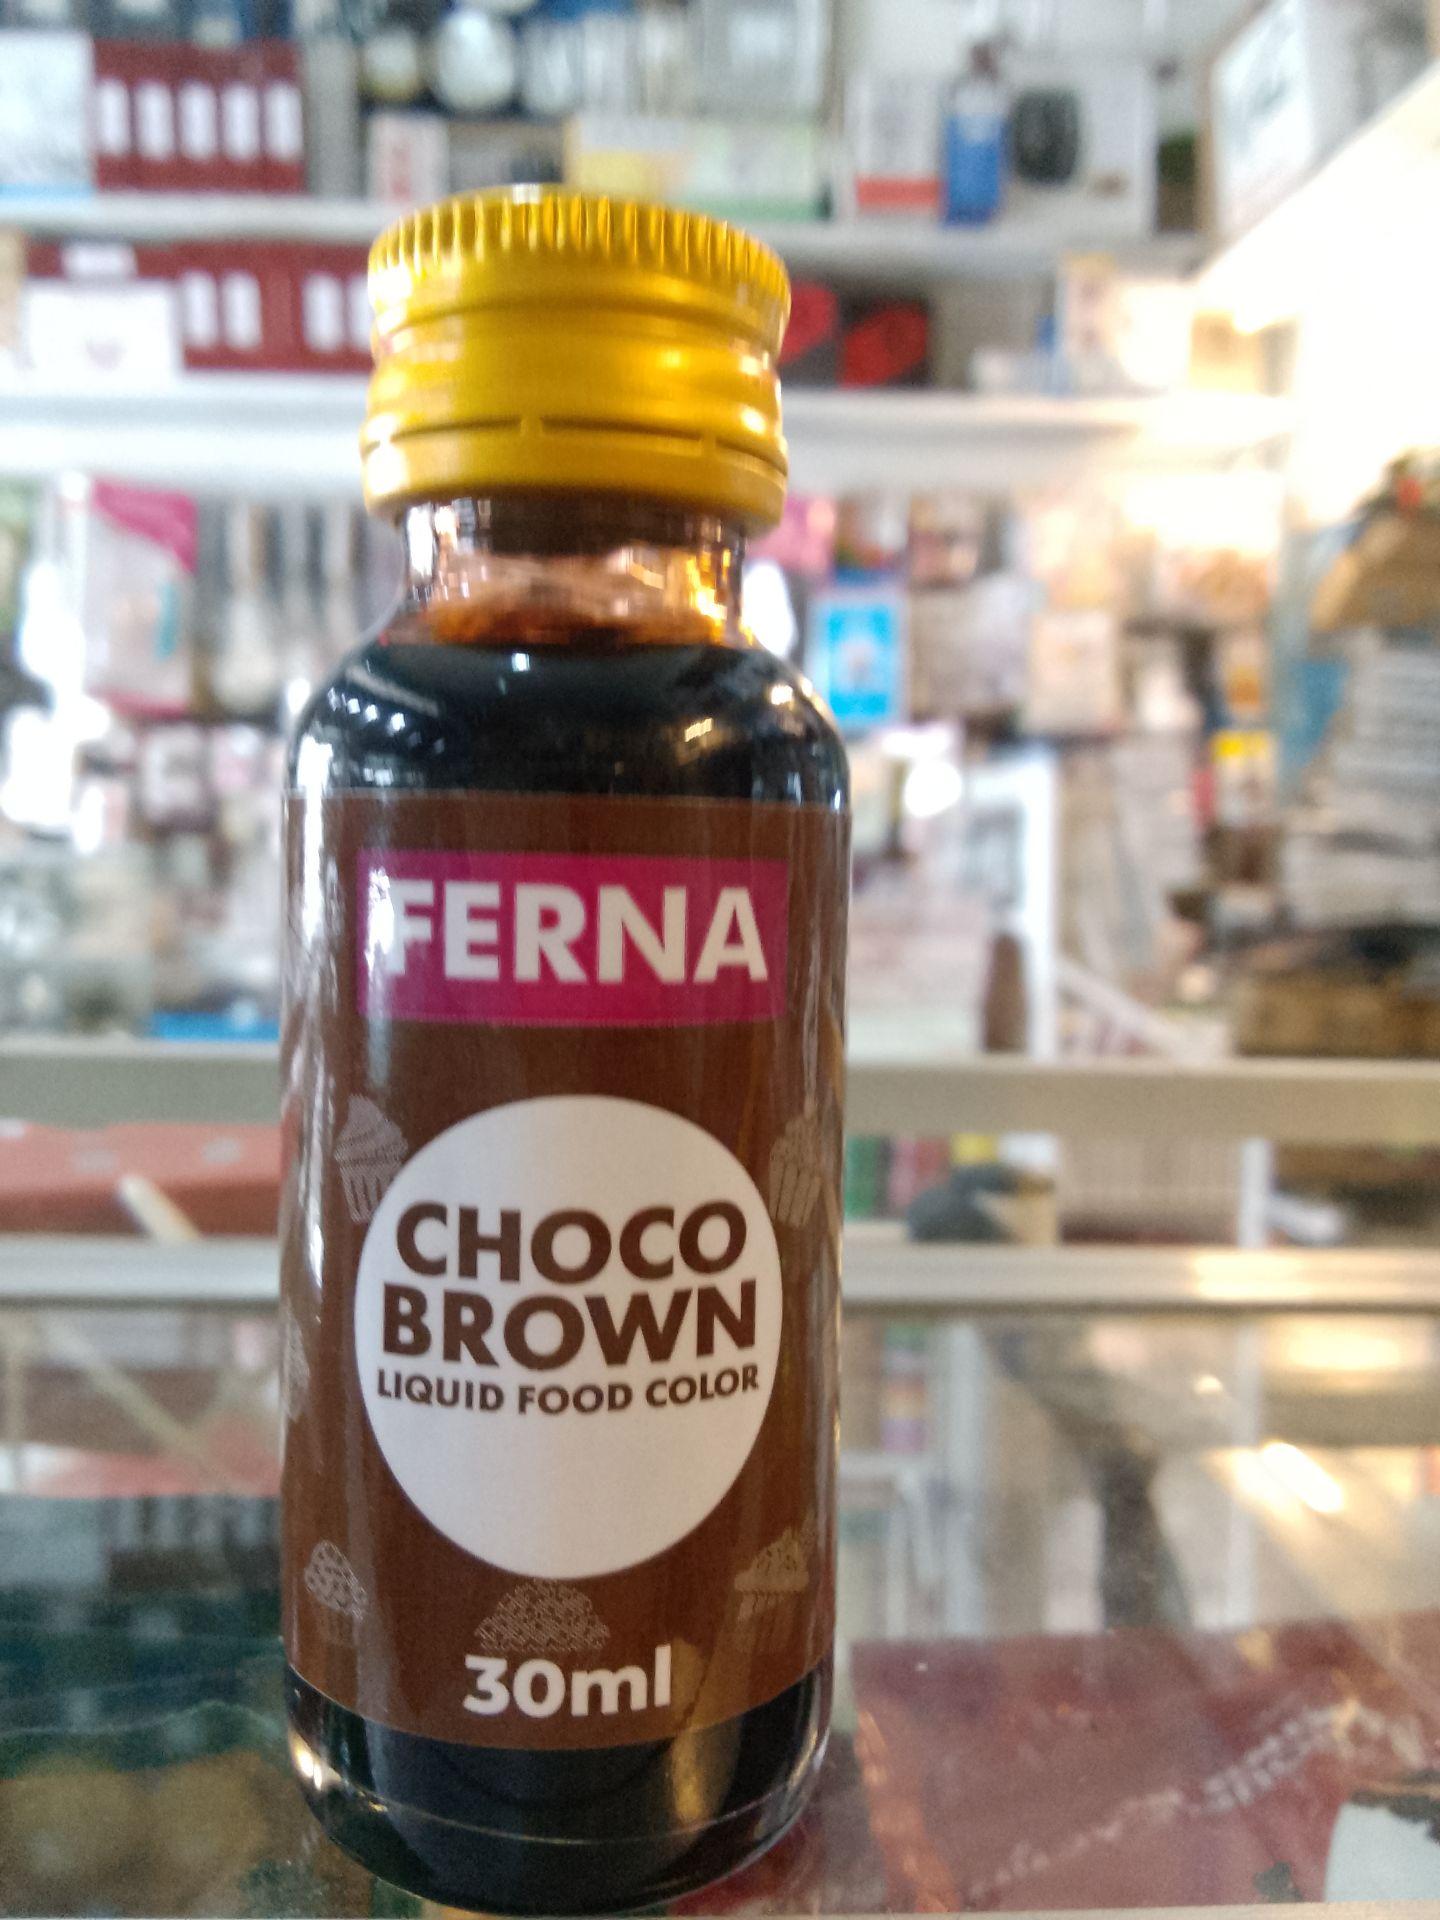 FERNA
CHOCO
BROWN
LIQUID FOOD COLOR
30ml